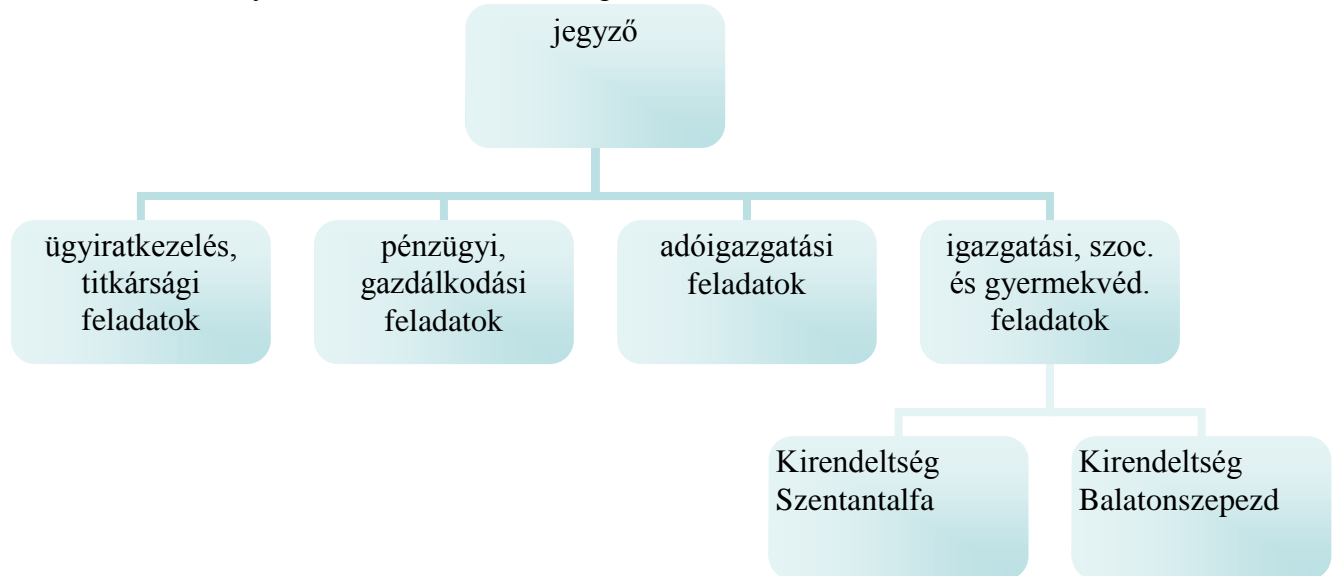 jegyző
ügyiratkezelés,
titkársági
feladatok
pénzügyi,
gazdálkodási
feladatok
adóigazgatási
feladatok
igazgatási, szoc.
és gyermekvéd.
feladatok
Kirendeltség
Szentantalfa
Kirendeltség
Balatonszepezd